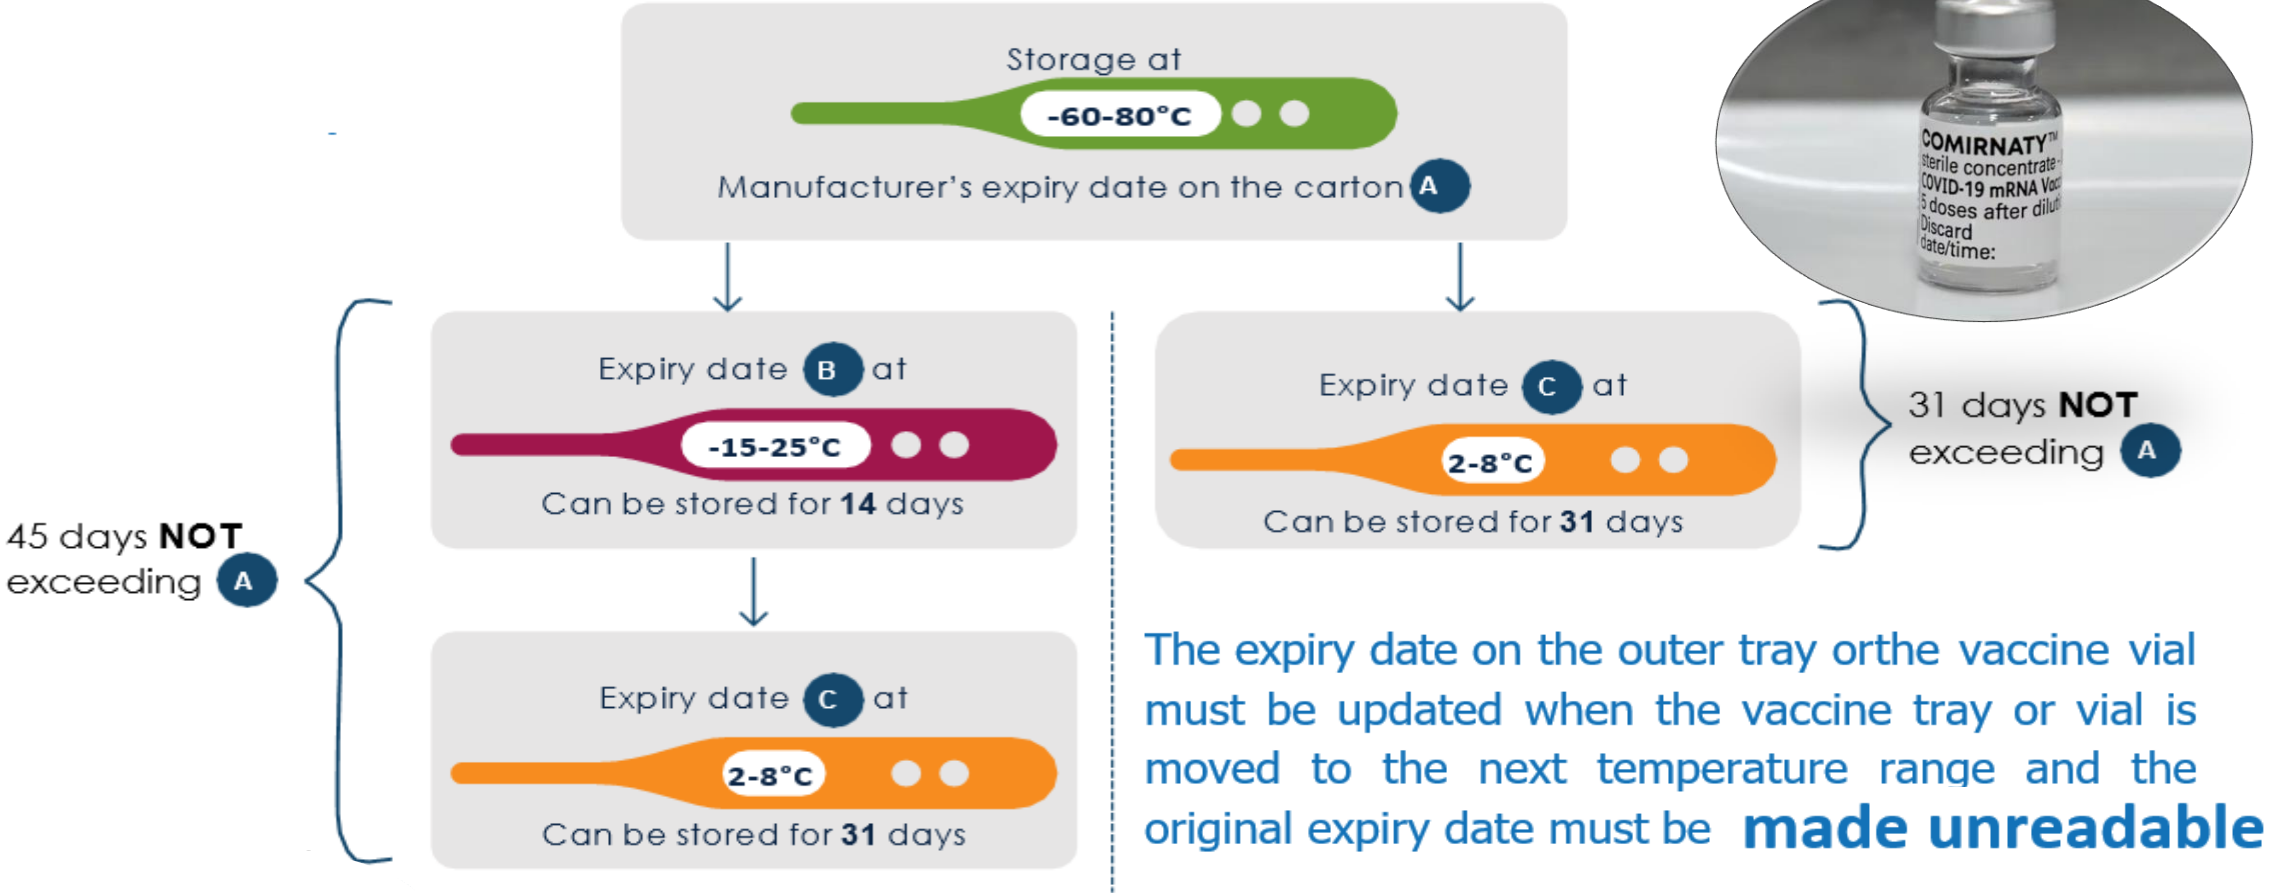 Storage at
-60-80°C
Manufacturer's expiry date on the carton A
COMIRNATY™
sterile concentrate
COVID-19 mRNA
5 doses after
Discard
date/time:
Expiry date B at
-15-25°C
Can be stored for 14 days
Expiry date C at
2-8°C
Can be stored for 31 days
31 days NOT
exceeding A
45 days NOT
exceeding A
Expiry date C at
2-8°C
Can be stored for 31 days
The expiry date on the outer tray orthe vaccine vial
must be updated when the vaccine tray or vial is
moved to the next temperature range and the
original expiry date must be made unreadable